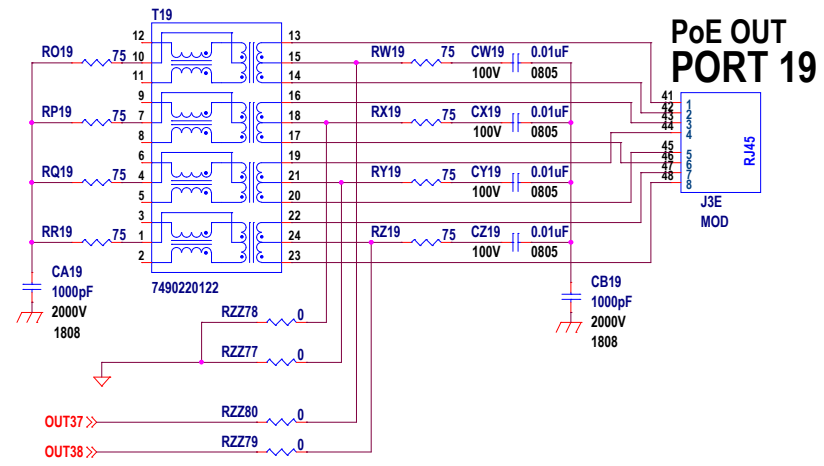 T19
PoE OUT
PORT 19
12
RO19 75 10
11
13
15
14
RW19 75 CW19 0.01uF
100V 0805
9
RP19 75 7
8
16
18
17
RX19 75 CX19 0.01uF
100V 0805
6
RQ19 75 4
5
19
21
20
RY19 75 CY19 0.01uF
100V 0805
3
RR19 75 1
2
22
24
23
RZ19 75 CZ19 0.01uF
100V 0805
41 1
42 2
43 3
44 4
45 5
46 6
47 7
48 8
RJ45
J3E
MOD
CA19
1000pF
2000V
1808
7490220122
CB19
1000pF
2000V
1808
RZZ78 0
RZZ77 0
OUT37 RZZ80 0
OUT38 RZZ79 0